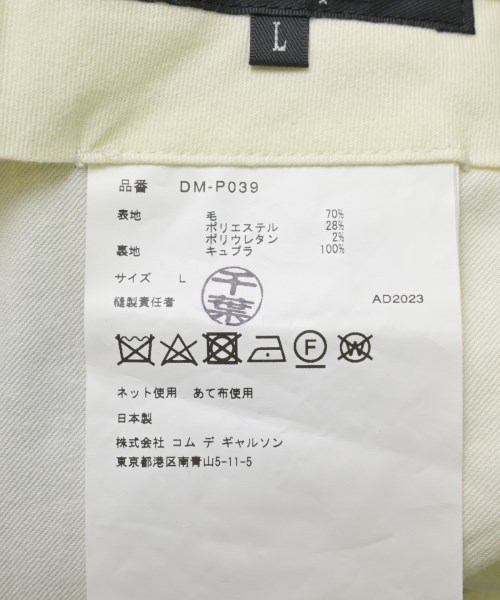 L
品番 DM-P039
表地 毛 70%
ポリエステル 28%
ポリウレタン 2%
裏地 キュプラ 100%
サイズ L
縫製責任者 千葉 AD2023
F W
ネット使用 あて布使用
日本製
株式会社 コム デ ギャルソン
東京都港区南青山5-11-5